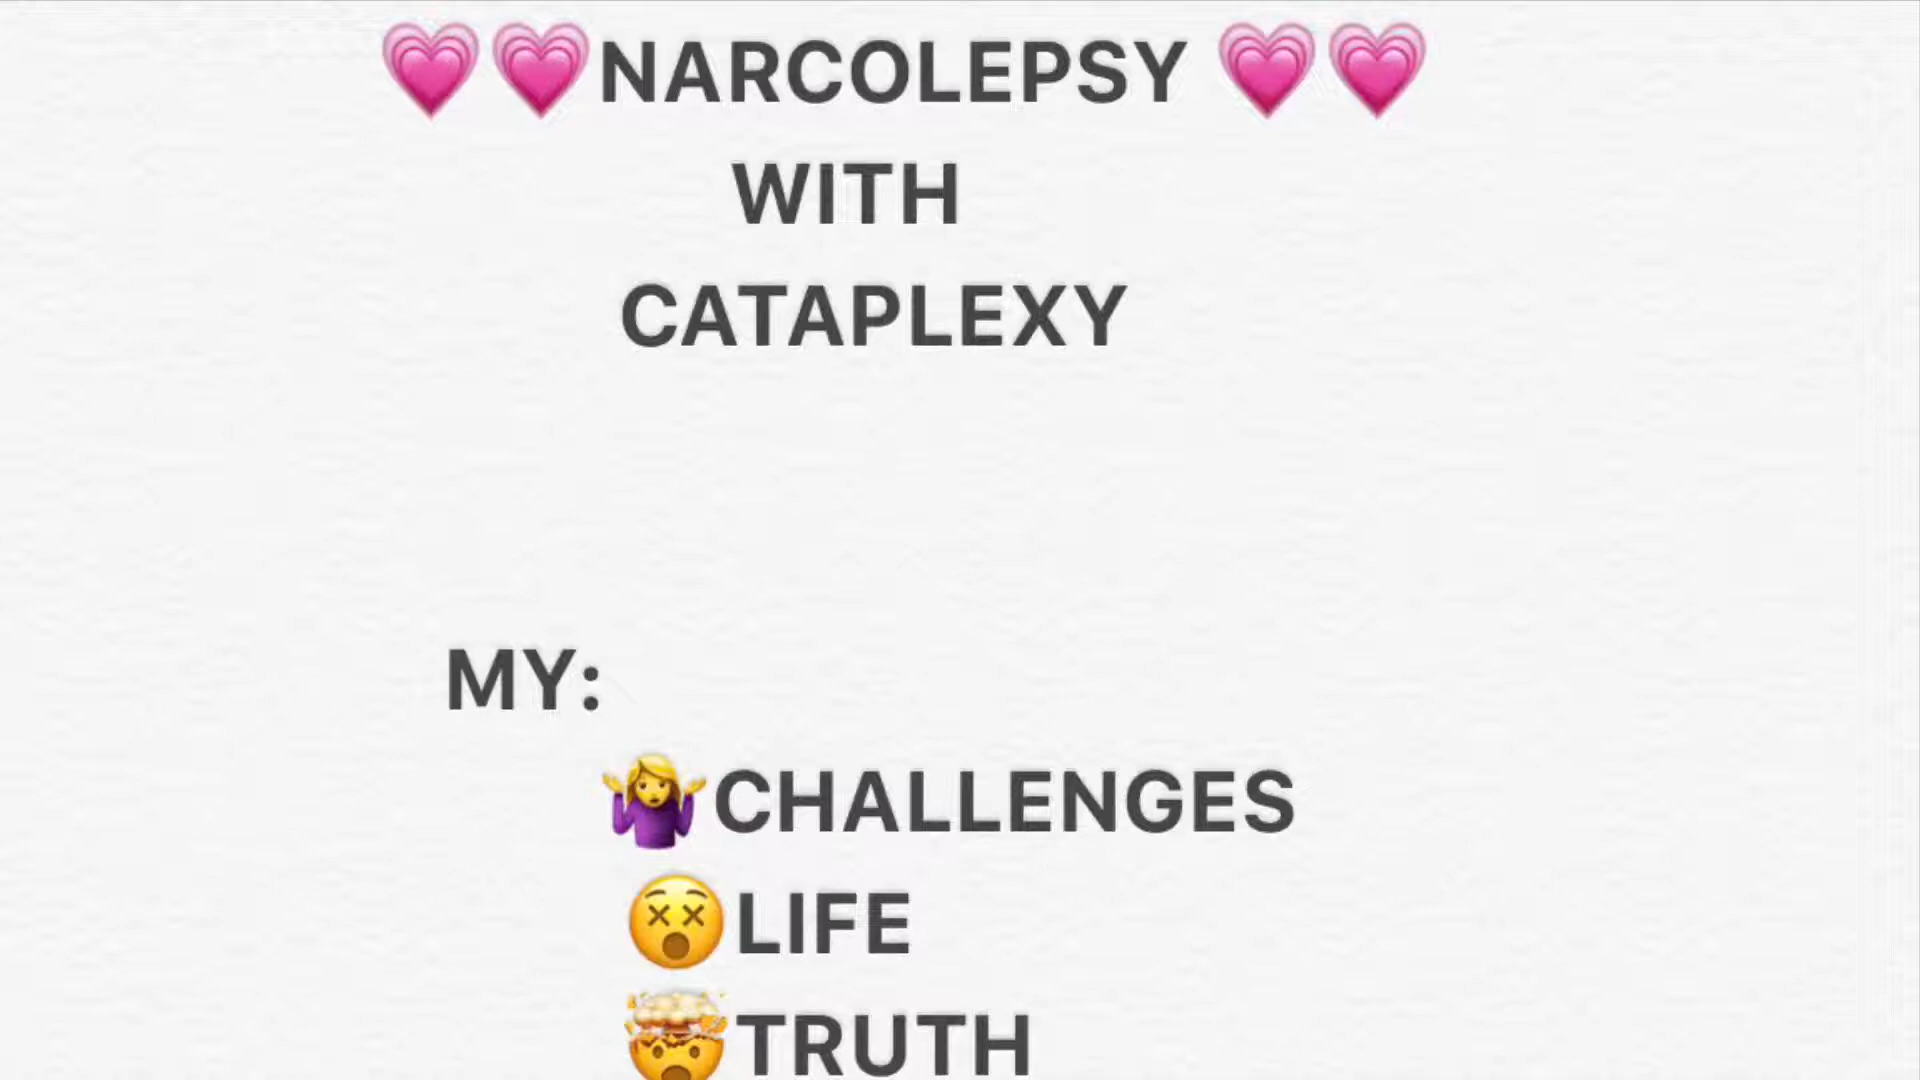 💗💗NARCOLEPSY 💗💗
WITH
CATAPLEXY
MY:
🤷‍♀️CHALLENGES
😵LIFE
🤯TRUTH